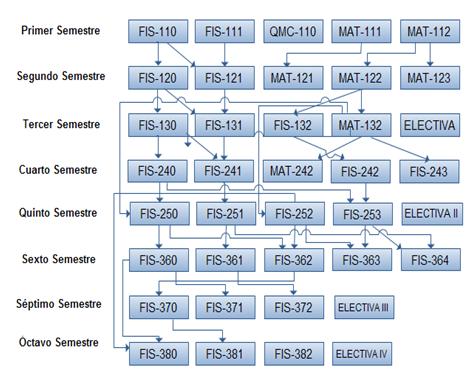 Primer Semestre FIS-110 FIS-111 QMC-110 MAT-111 MAT-112
Segundo Semestre FIS-120 FIS-121 MAT-121 MAT-122 MAT-123
Tercer Semestre FIS-130 FIS-131 FIS-132 MAT-132 ELECTIVA
Cuarto Semestre FIS-240 FIS-241 MAT-242 FIS-242 FIS-243
Quinto Semestre FIS-250 FIS-251 FIS-252 FIS-253 ELECTIVA II
Sexto Semestre FIS-360 FIS-361 FIS-362 FIS-363 FIS-364
Séptimo Semestre FIS-370 FIS-371 FIS-372 ELECTIVA III
Óctavo Semestre FIS-380 FIS-381 FIS-382 ELECTIVA IV